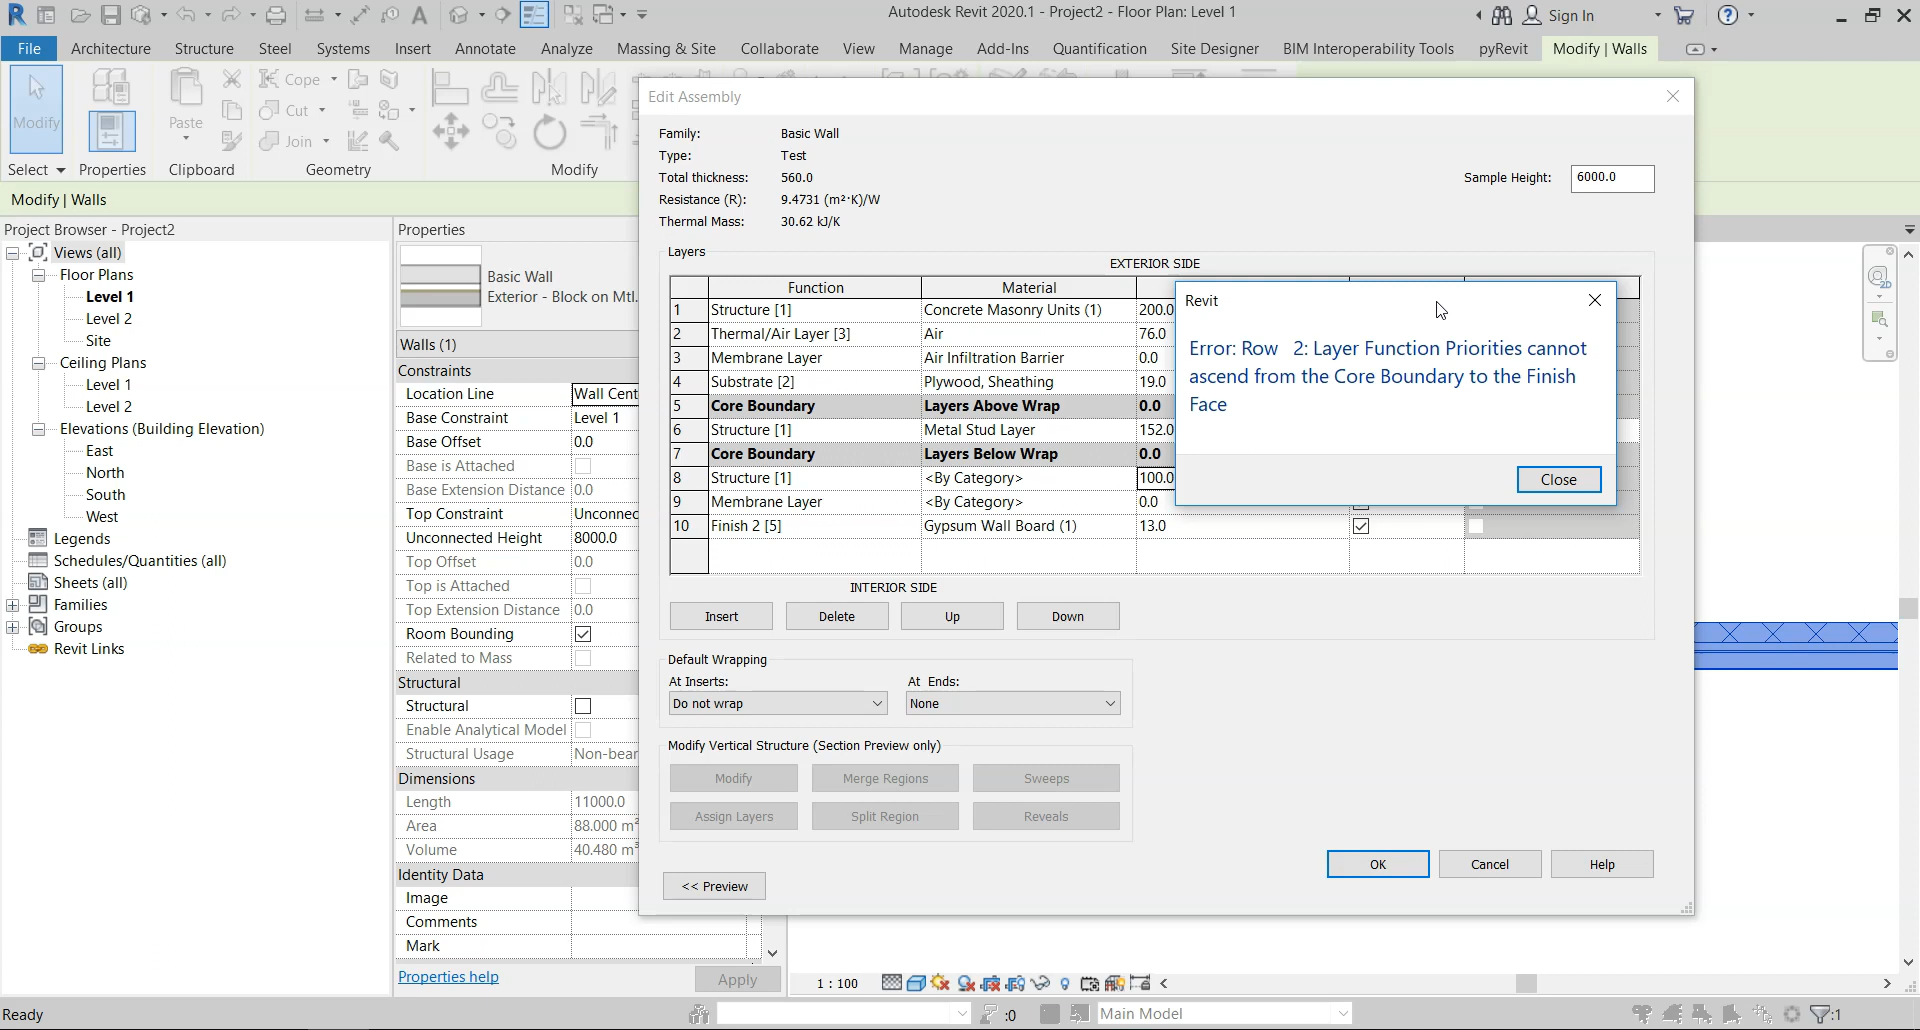 Autodesk Revit 2020.1 - Project2 - Floor Plan: Level 1
Sign In
File Architecture Structure Steel Systems Insert Annotate Analyze Massing & Site Collaborate View Manage Add-Ins Quantification Site Designer BIM Interoperability Tools pyRevit Modify | Walls
Modify
Paste
Cope
Cut
Join
Select Properties Clipboard Geometry Modify
Modify | Walls
Project Browser - Project2
Views (all)
Floor Plans
Level 1
Level 2
Site
Ceiling Plans
Level 1
Level 2
Elevations (Building Elevation)
East
North
South
West
Legends
Schedules/Quantities (all)
Sheets (all)
Families
Groups
Revit Links
Properties
Basic Wall
Exterior - Block on Mtl.
Walls (1)
Constraints
Location Line Wall Cent
Base Constraint Level 1
Base Offset 0.0
Base is Attached
Base Extension Distance 0.0
Top Constraint Unconnec
Unconnected Height 8000.0
Top Offset 0.0
Top is Attached
Top Extension Distance 0.0
Room Bounding
Related to Mass
Structural
Structural
Enable Analytical Model
Structural Usage Non-bear
Dimensions
Length 11000.0
Area 88.000 m²
Volume 40.480 m³
Identity Data
Image
Comments
Mark
Properties help Apply
Edit Assembly
Family: Basic Wall
Type: Test
Total thickness: 560.0
Resistance (R): 9.4731 (m²·K)/W
Thermal Mass: 30.62 kJ/K
Sample Height: 6000.0
Layers
EXTERIOR SIDE
Function Material
1 Structure [1] Concrete Masonry Units (1) 200.0
2 Thermal/Air Layer [3] Air 76.0
3 Membrane Layer Air Infiltration Barrier 0.0
4 Substrate [2] Plywood, Sheathing 19.0
5 Core Boundary Layers Above Wrap 0.0
6 Structure [1] Metal Stud Layer 152.0
7 Core Boundary Layers Below Wrap 0.0
8 Structure [1] <By Category> 100.0
9 Membrane Layer <By Category> 0.0
10 Finish 2 [5] Gypsum Wall Board (1) 13.0
INTERIOR SIDE
Insert Delete Up Down
Default Wrapping
At Inserts: At Ends:
Do not wrap None
Modify Vertical Structure (Section Preview only)
Modify Merge Regions Sweeps
Assign Layers Split Region Reveals
<< Preview
OK Cancel Help
Revit
Error: Row 2: Layer Function Priorities cannot
ascend from the Core Boundary to the Finish
Face
Close
2D
1 : 100
Ready
:0
Main Model
:1